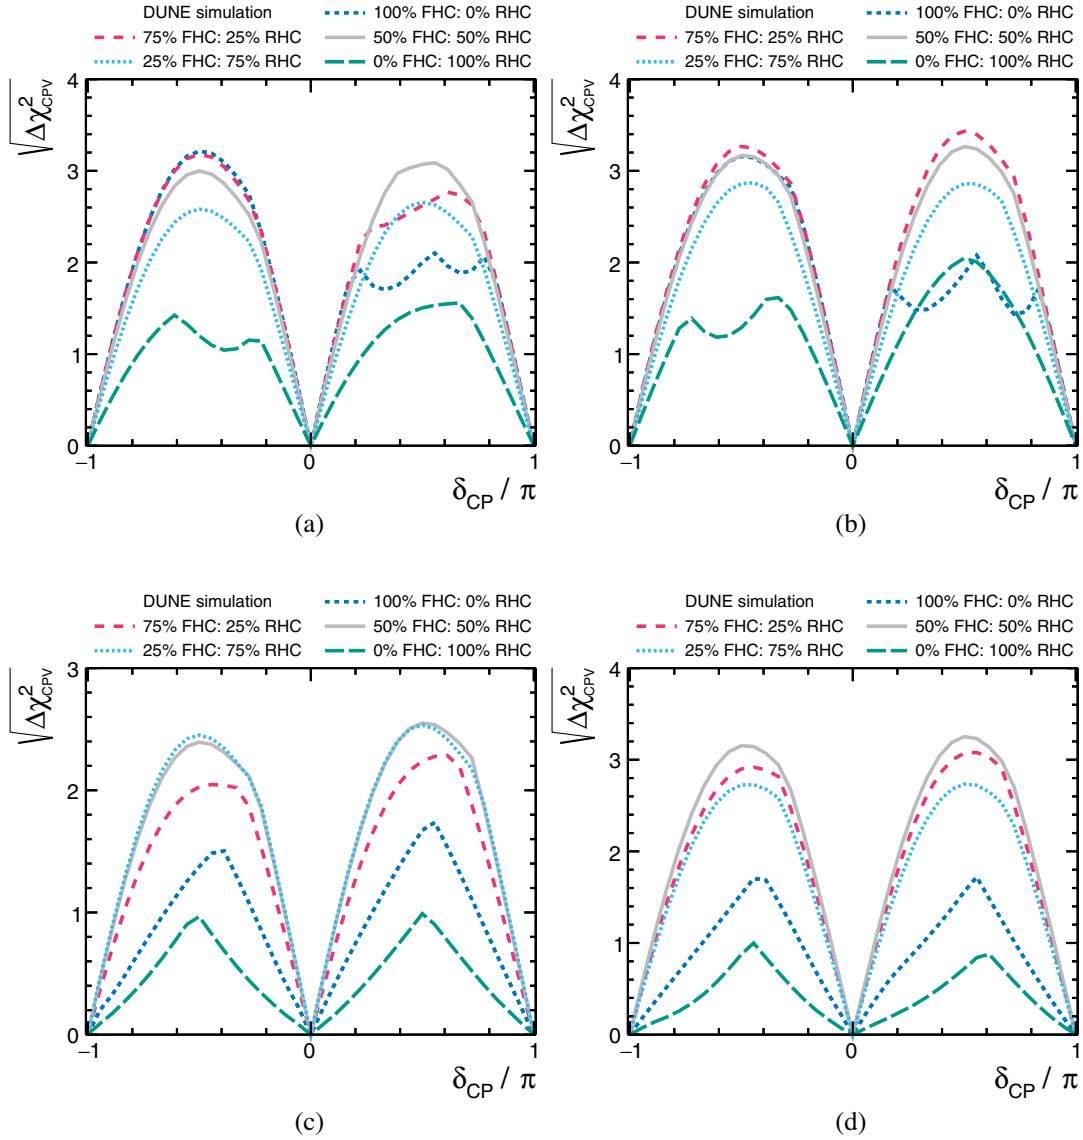 DUNE simulation 100% FHC: 0% RHC
75% FHC: 25% RHC 50% FHC: 50% RHC
25% FHC: 75% RHC 0% FHC: 100% RHC
√Δχ²CPV
4
3
2
1
0
−1 0 1
δCP / π
(a)
DUNE simulation 100% FHC: 0% RHC
75% FHC: 25% RHC 50% FHC: 50% RHC
25% FHC: 75% RHC 0% FHC: 100% RHC
√Δχ²CPV
4
3
2
1
0
−1 0 1
δCP / π
(b)
DUNE simulation 100% FHC: 0% RHC
75% FHC: 25% RHC 50% FHC: 50% RHC
25% FHC: 75% RHC 0% FHC: 100% RHC
√Δχ²CPV
3
2
1
0
−1 0 1
δCP / π
(c)
DUNE simulation 100% FHC: 0% RHC
75% FHC: 25% RHC 50% FHC: 50% RHC
25% FHC: 75% RHC 0% FHC: 100% RHC
√Δχ²CPV
4
3
2
1
0
−1 0 1
δCP / π
(d)